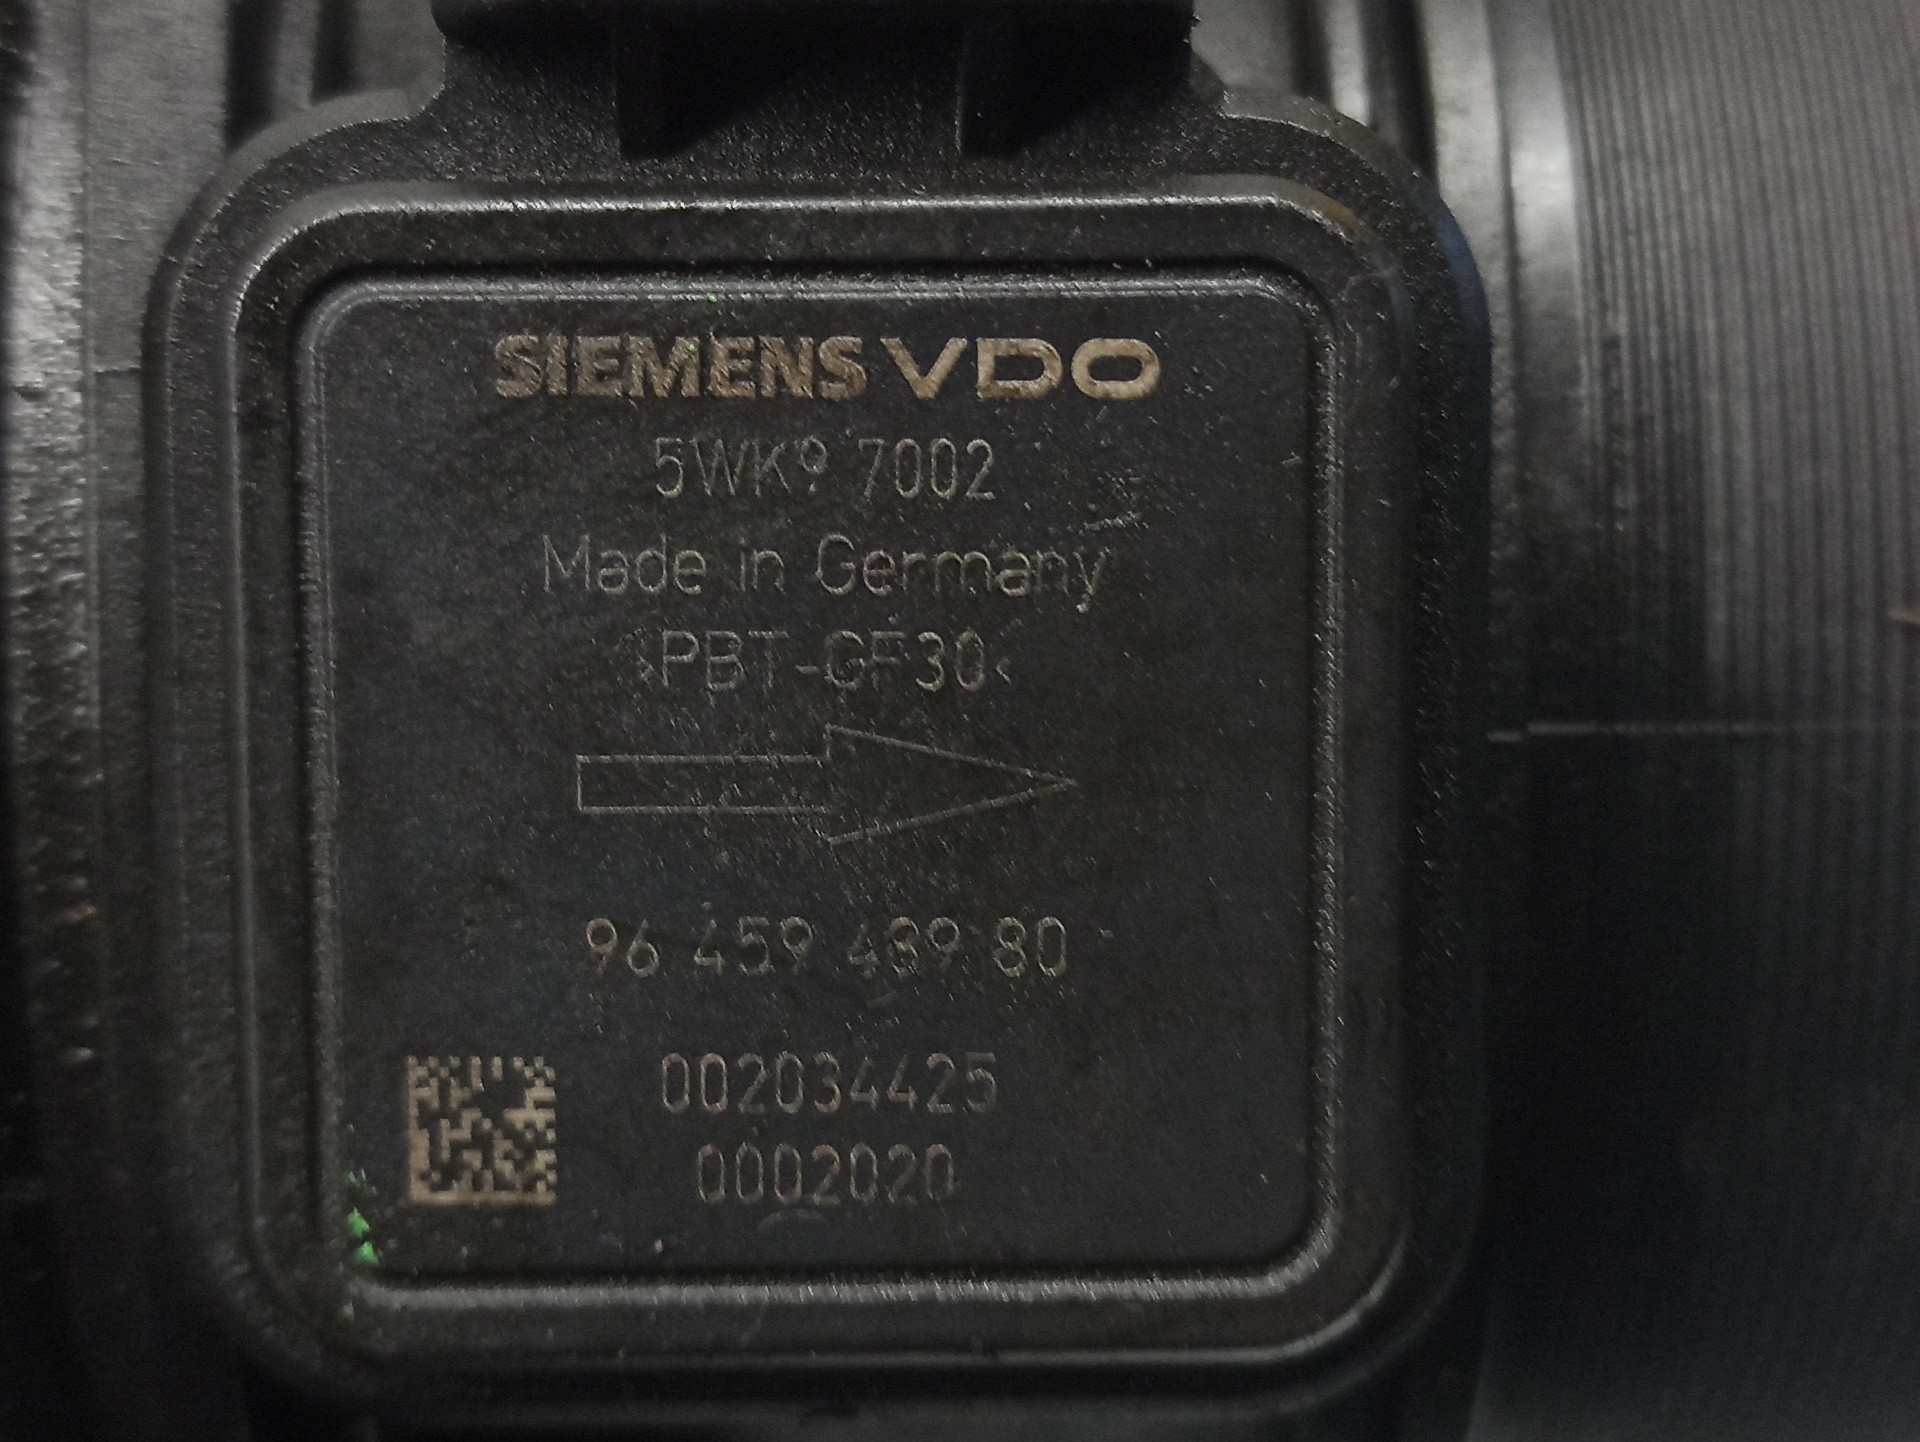 SIEMENS VDO
5WK9 7002
Made in Germany
>PBT-GF30<
96 459 489 80
002034425
0002020